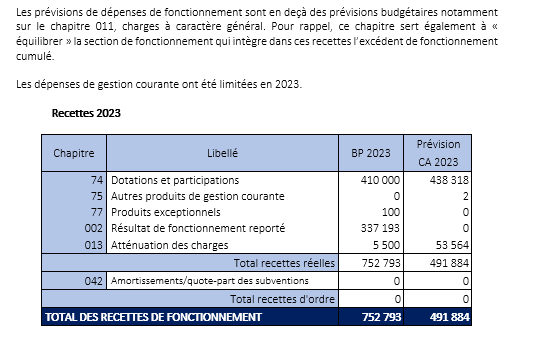 Les prévisions de dépenses de fonctionnement sont en deçà des prévisions budgétaires notamment
sur le chapitre 011, charges à caractère général. Pour rappel, ce chapitre sert également à «
équilibrer » la section de fonctionnement qui intègre dans ces recettes l'excédent de fonctionnement
cumulé.
Les dépenses de gestion courante ont été limitées en 2023.
Recettes 2023
Chapitre Libellé BP 2023 Prévision CA 2023
74 Dotations et participations 410 000 438 318
75 Autres produits de gestion courante 0 2
77 Produits exceptionnels 100 0
002 Résultat de fonctionnement reporté 337 193 0
013 Atténuation des charges 5 500 53 564
Total recettes réelles 752 793 491 884
042 Amortissements/quote-part des subventions 0 0
Total recettes d'ordre 0 0
TOTAL DES RECETTES DE FONCTIONNEMENT 752 793 491 884